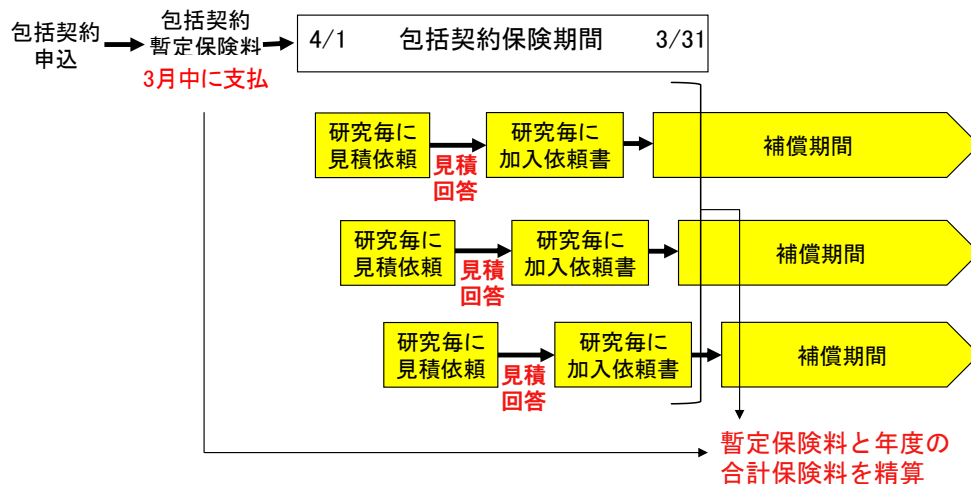 包括契約
申込
包括契約
暫定保険料
3月中に支払
4/1 包括契約保険期間 3/31
研究毎に
見積依頼
見積
回答
研究毎に
加入依頼書
補償期間
研究毎に
見積依頼
見積
回答
研究毎に
加入依頼書
補償期間
研究毎に
見積依頼
見積
回答
研究毎に
加入依頼書
補償期間
暫定保険料と年度の
合計保険料を精算